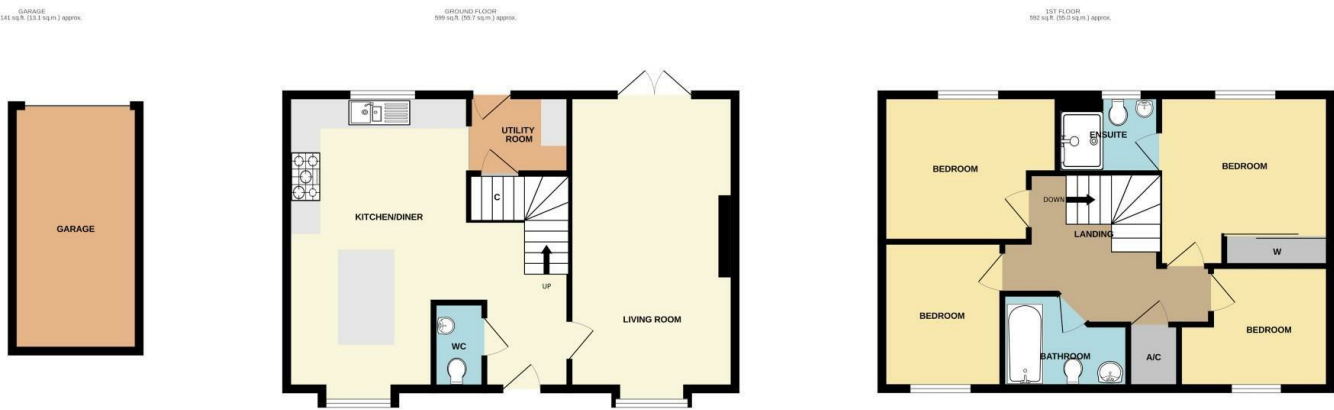 GARAGE
141 sq.ft. (13.1 sq.m.) approx.
GARAGE
GROUND FLOOR
599 sq.ft. (55.7 sq.m.) approx.
UTILITY
ROOM
C
KITCHEN/DINER
UP
WC
LIVING ROOM
1ST FLOOR
592 sq.ft. (55.0 sq.m.) approx.
ENSUITE
BEDROOM
BEDROOM
DOWN
LANDING
W
BEDROOM
BEDROOM
BATHROOM
A/C